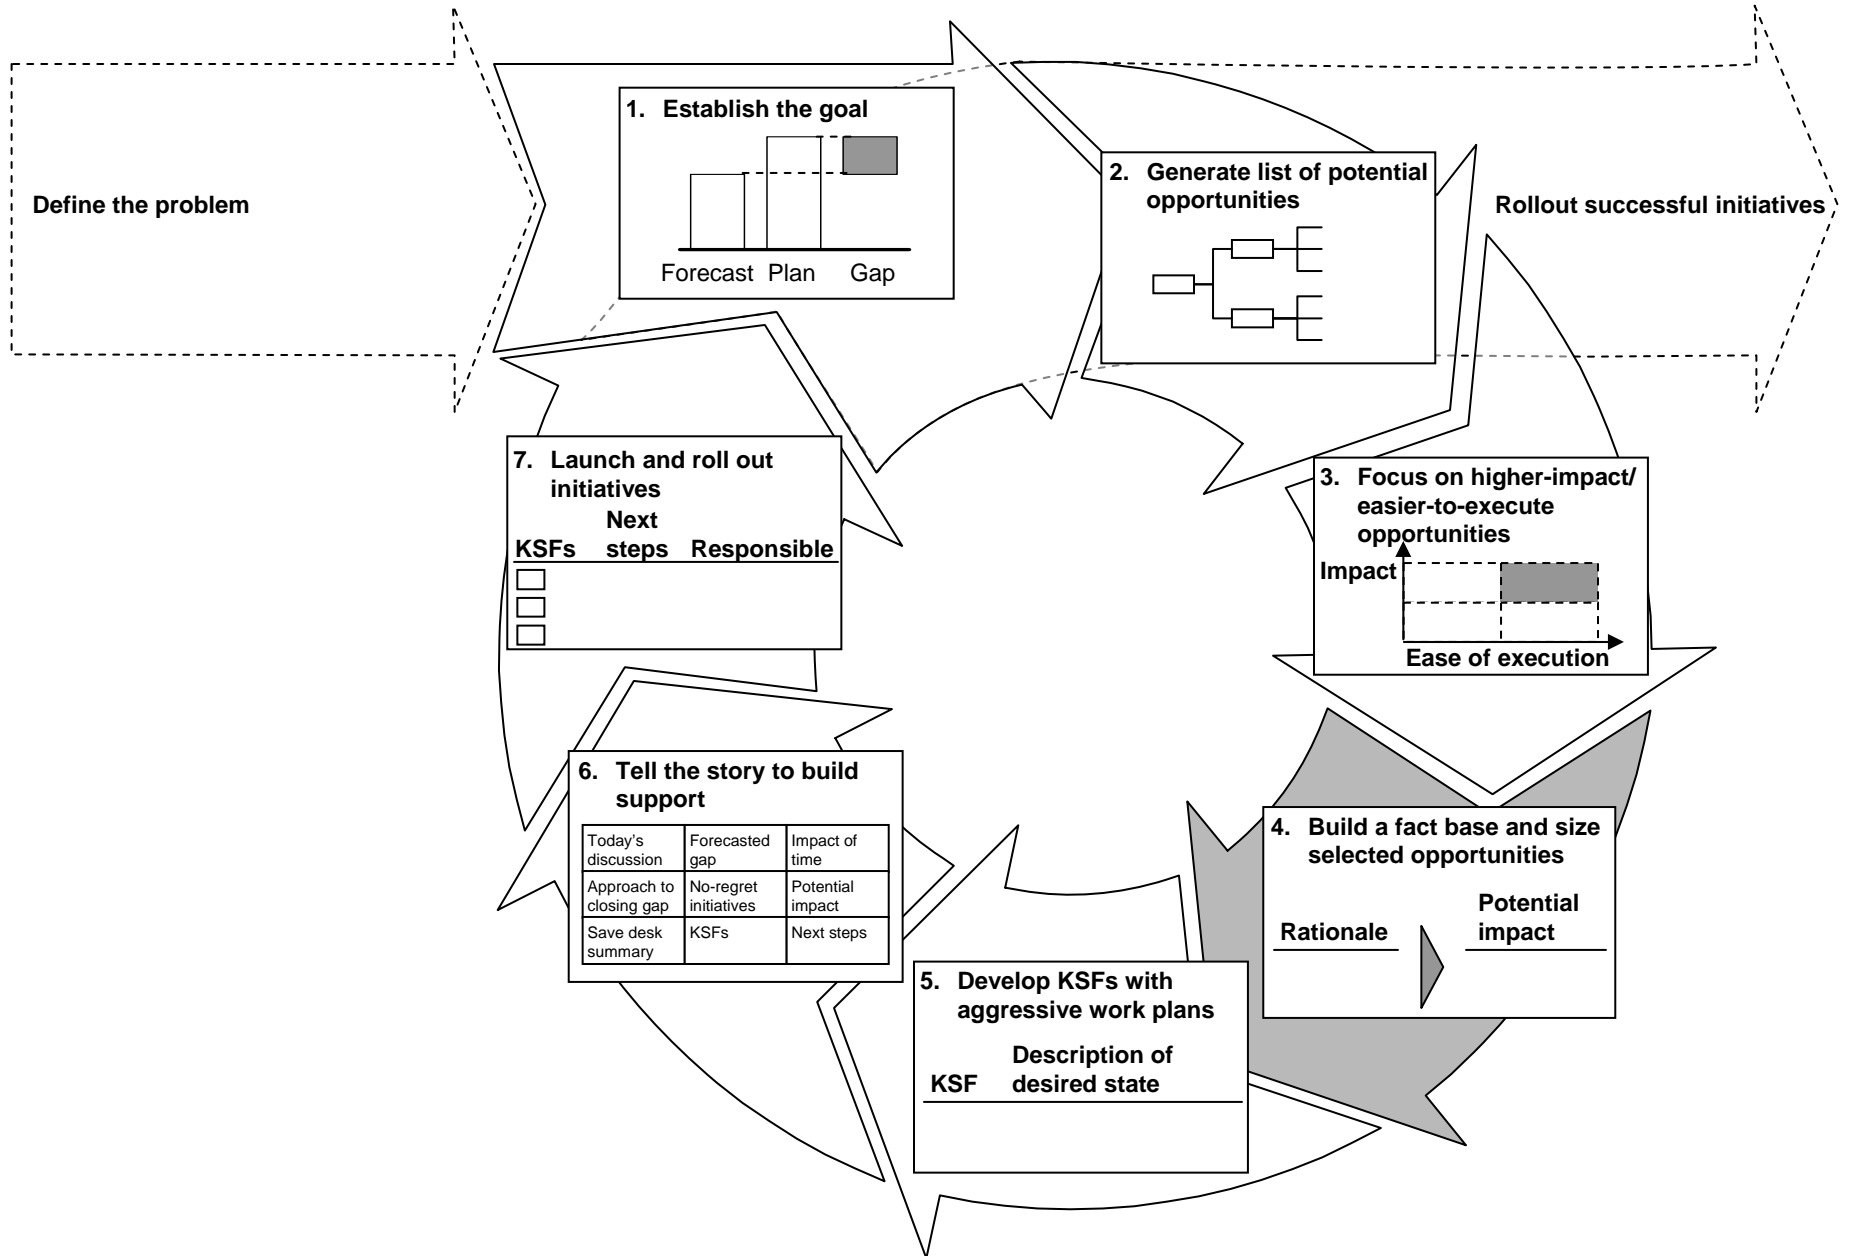 Define the problem
1. Establish the goal
Forecast Plan Gap
2. Generate list of potential
opportunities
Rollout successful initiatives
3. Focus on higher-impact/
easier-to-execute
opportunities
Impact
Ease of execution
4. Build a fact base and size
selected opportunities
Rationale
Potential
impact
5. Develop KSFs with
aggressive work plans
KSF
Description of
desired state
6. Tell the story to build
support
Today’s
discussion
Forecasted
gap
Impact of
time
Approach to
closing gap
No-regret
initiatives
Potential
impact
Save desk
summary
KSFs
Next steps
7. Launch and roll out
initiatives
KSFs
Next
steps
Responsible